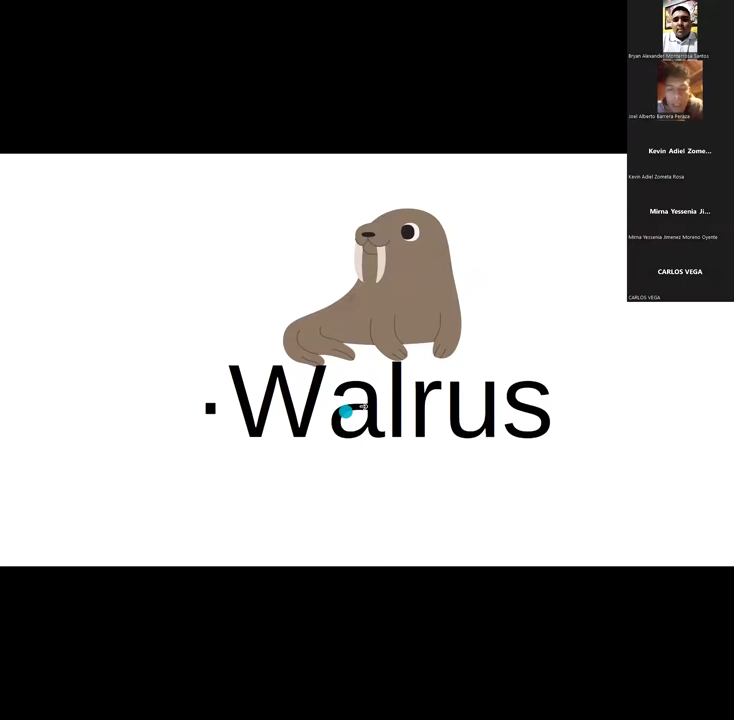 Bryan Alexander Monterrosa Santos
Joel Alberto Barrera Peraza
Kevin Adiel Zome...
Kevin Adiel Zometa Rosa
Mirna Yessenia Ji...
Mirna Yessenia Jimenez Moreno Oyente
CARLOS VEGA
CARLOS VEGA
·Walrus